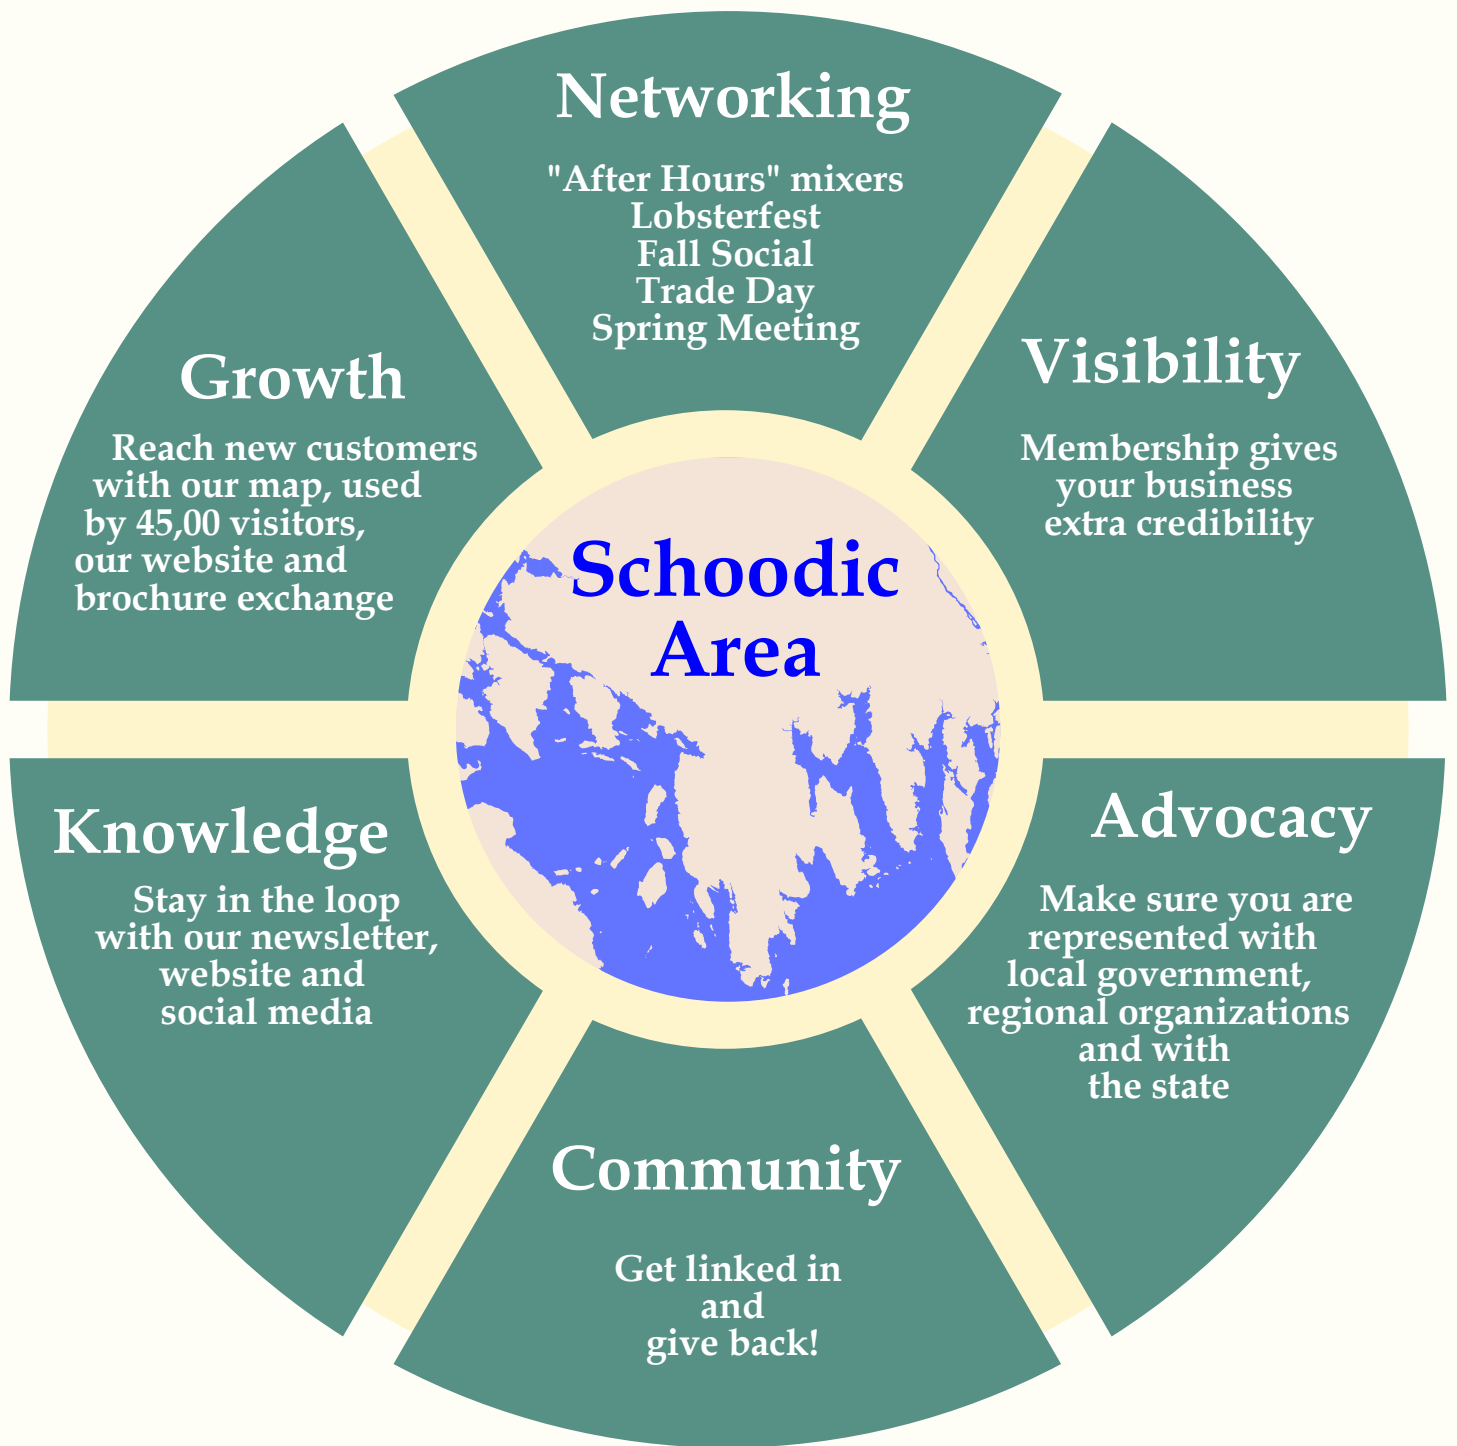 Networking
"After Hours" mixers
Lobsterfest
Fall Social
Trade Day
Spring Meeting
Visibility
Membership gives
your business
extra credibility
Advocacy
Make sure you are
represented with
local government,
regional organizations
and with
the state
Community
Get linked in
and
give back!
Knowledge
Stay in the loop
with our newsletter,
website and
social media
Growth
Reach new customers
with our map, used
by 45,00 visitors,
our website and
brochure exchange
Schoodic
Area